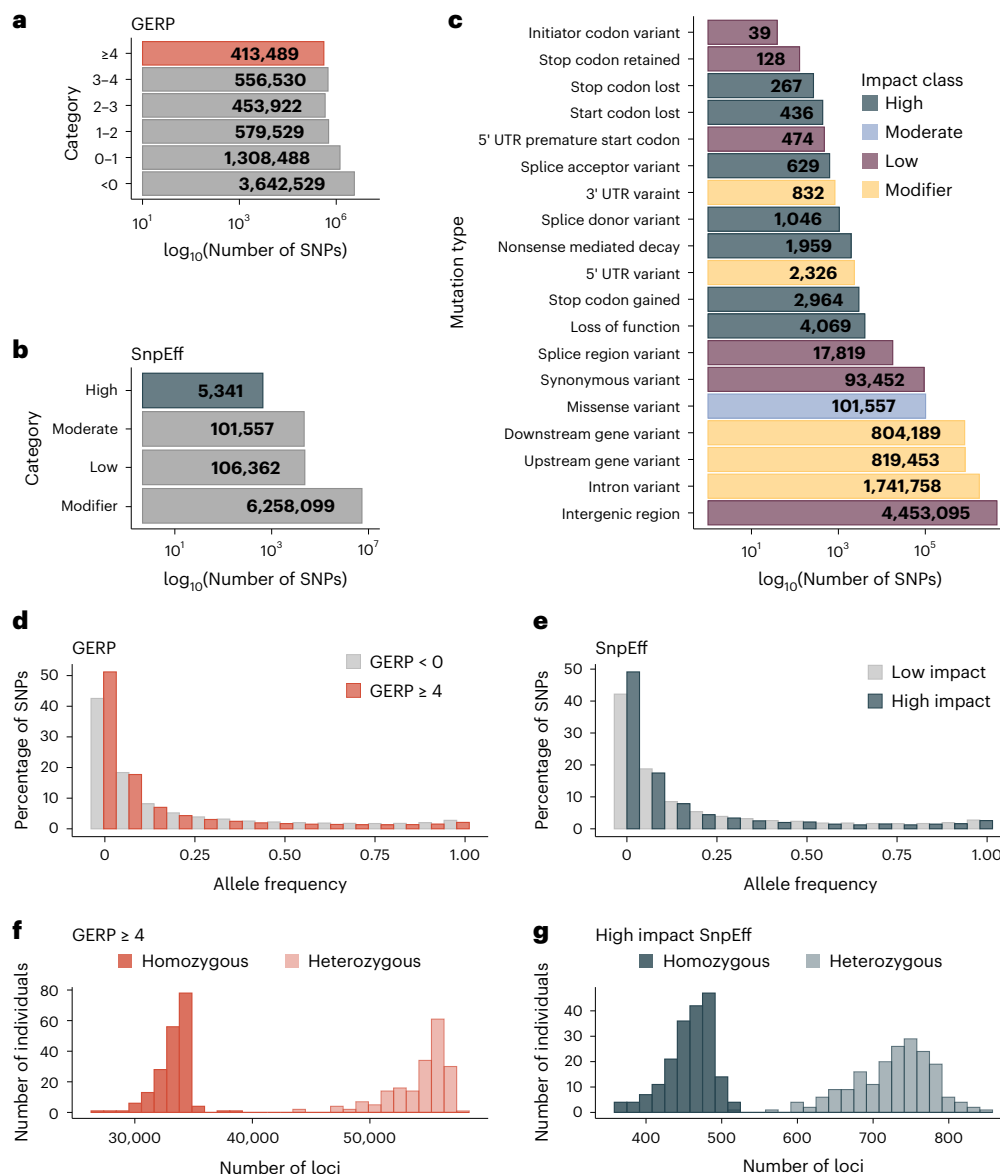 a
GERP
Category
≥4 413,489
3–4 556,530
2–3 453,922
1–2 579,529
0–1 1,308,488
<0 3,642,529
10¹ 10³ 10⁶
log₁₀(Number of SNPs)
b
SnpEff
Category
High 5,341
Moderate 101,557
Low 106,362
Modifier 6,258,099
10¹ 10³ 10⁷
log₁₀(Number of SNPs)
c
Mutation type
Initiator codon variant 39
Stop codon retained 128
Stop codon lost 267
Start codon lost 436
5' UTR premature start codon 474
Splice acceptor variant 629
3' UTR varaint 832
Splice donor variant 1,046
Nonsense mediated decay 1,959
5' UTR variant 2,326
Stop codon gained 2,964
Loss of function 4,069
Splice region variant 17,819
Synonymous variant 93,452
Missense variant 101,557
Downstream gene variant 804,189
Upstream gene variant 819,453
Intron variant 1,741,758
Intergenic region 4,453,095
10¹ 10³ 10⁵
log₁₀(Number of SNPs)
Impact class
High
Moderate
Low
Modifier
d
GERP
Percentage of SNPs
50
40
30
20
10
0
GERP < 0
GERP ≥ 4
0 0.25 0.50 0.75 1.00
Allele frequency
e
SnpEff
Percentage of SNPs
50
40
30
20
10
0
Low impact
High impact
0 0.25 0.50 0.75 1.00
Allele frequency
f
GERP ≥ 4
Homozygous Heterozygous
Number of individuals
80
60
40
20
0
30,000 40,000 50,000
Number of loci
g
High impact SnpEff
Homozygous Heterozygous
Number of individuals
40
30
20
10
0
400 500 600 700 800
Number of loci